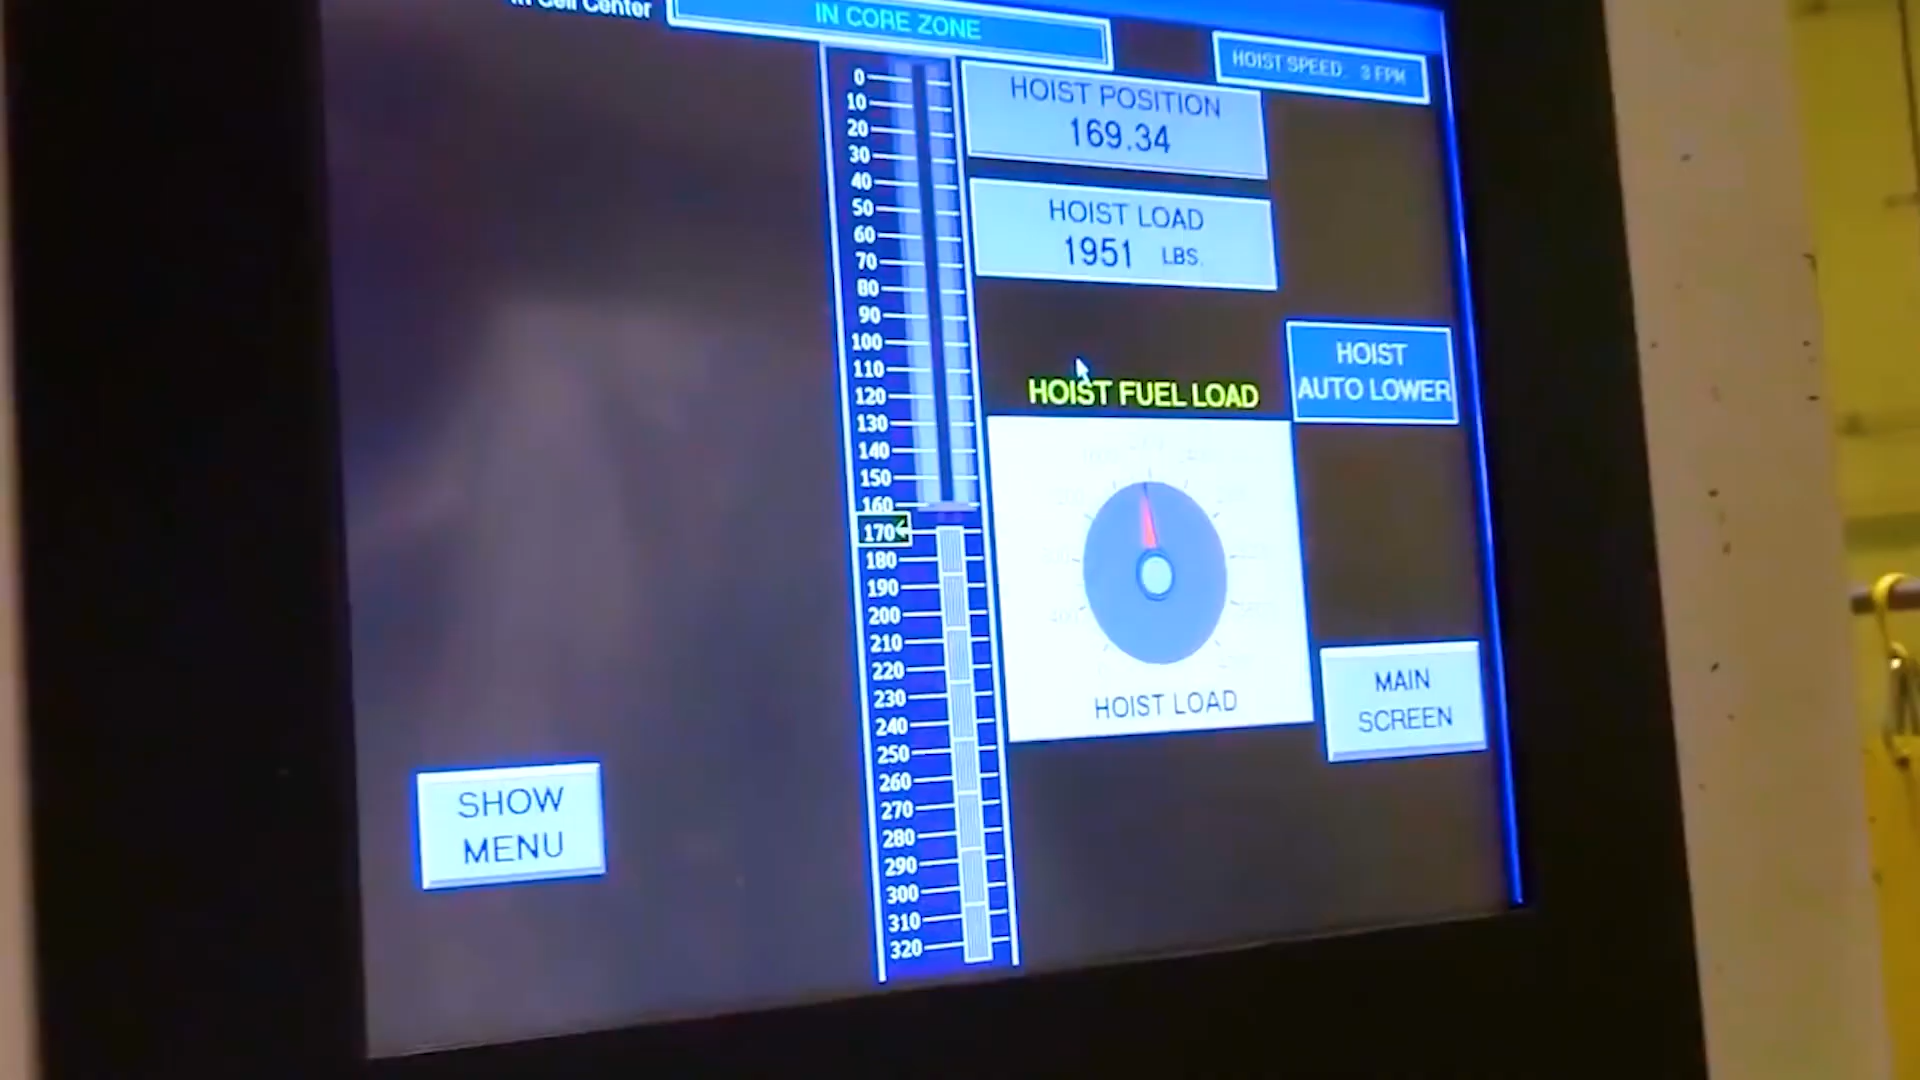 Cell Center
IN CORE ZONE
HOIST SPEED: 3 FPM
0
10
20
30
40
50
60
70
80
90
100
110
120
130
140
150
160
170
180
190
200
210
220
230
240
250
260
270
280
290
300
310
320
HOIST POSITION
169.34
HOIST LOAD
1951 LBS.
HOIST FUEL LOAD
HOIST LOAD
HOIST
AUTO LOWER
MAIN
SCREEN
SHOW
MENU